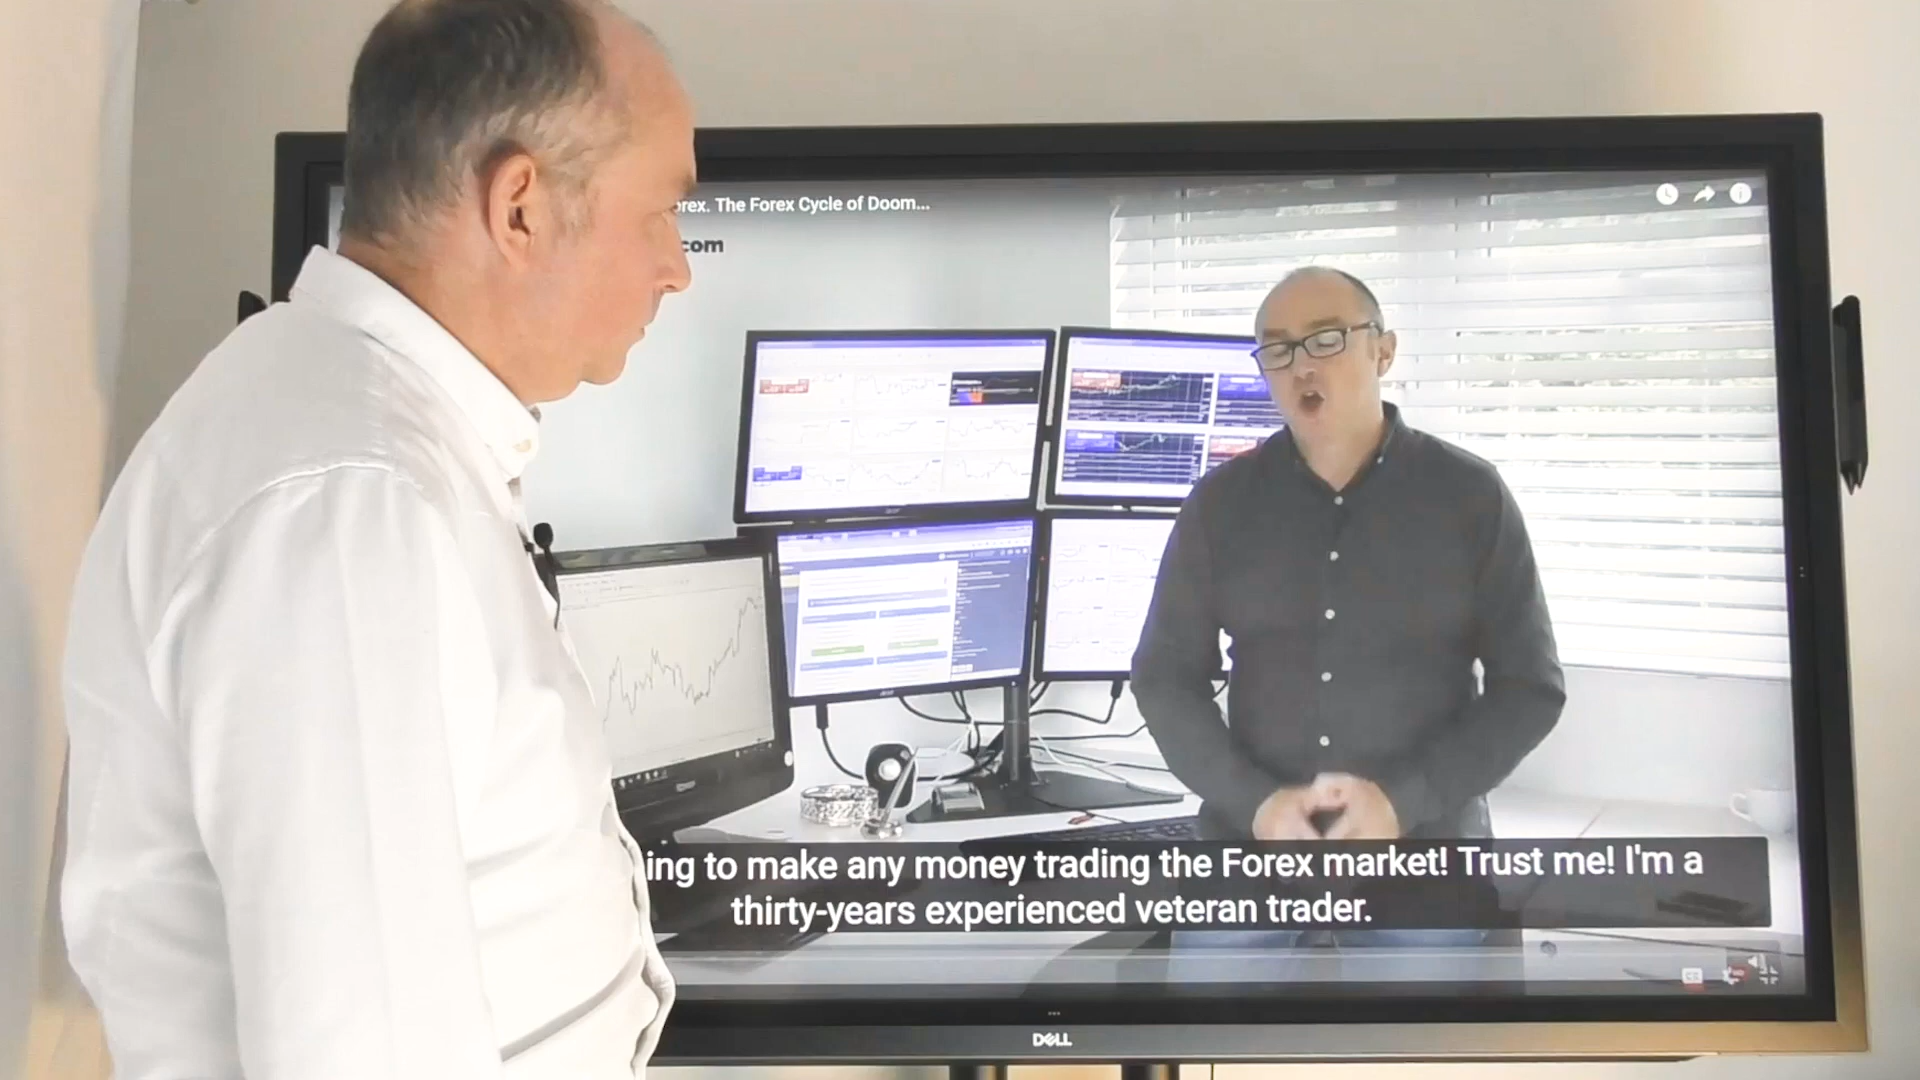 orex. The Forex Cycle of Doom...
.com
ing to make any money trading the Forex market! Trust me! I'm a
thirty-years experienced veteran trader.
DELL